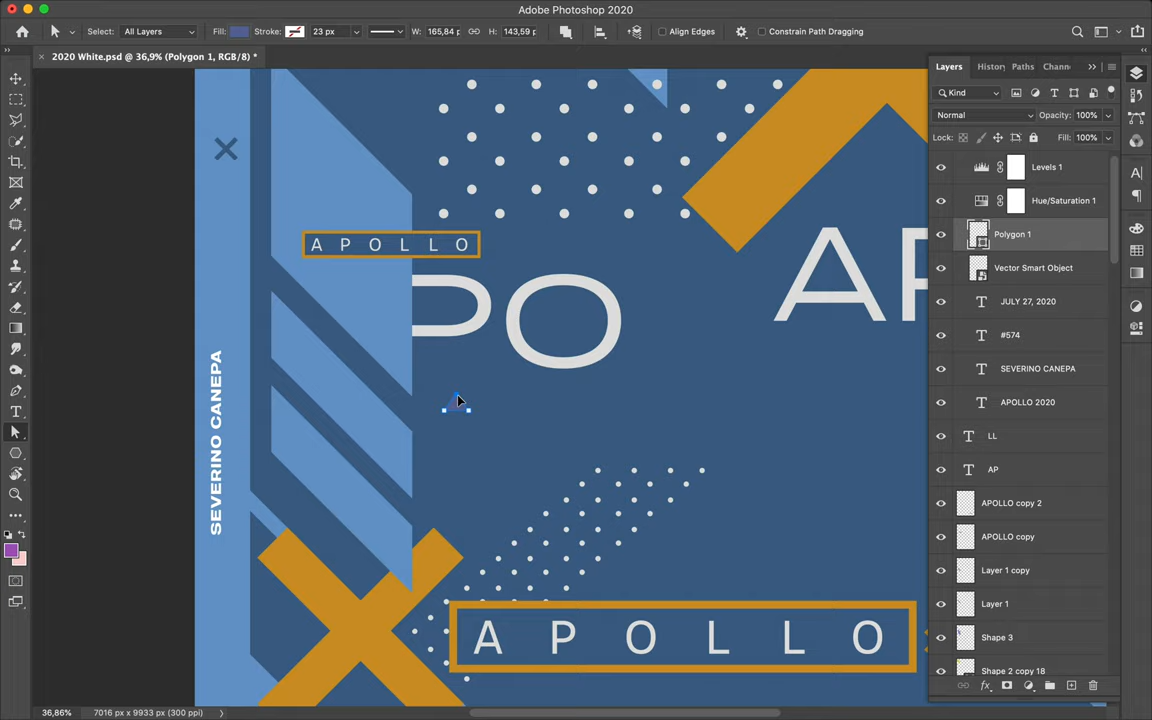 Adobe Photoshop 2020
Select: All Layers Fill: Stroke: 23 px W: 165,84 H: 143,59 Align Edges Constrain Path Dragging
2020 White.psd @ 36,9% (Polygon 1, RGB/8) *
Layers History Paths Chann
Kind
Normal Opacity: 100%
Lock: Fill: 100%
Levels 1
Hue/Saturation 1
Polygon 1
Vector Smart Object
JULY 27, 2020
#574
SEVERINO CANEPA
APOLLO 2020
LL
AP
APOLLO copy 2
APOLLO copy
Layer 1 copy
Layer 1
Shape 3
Shape 2 copy 18
APOLLO
PO
AP
SEVERINO CANEPA
APOLLO
36,86% 7016 px x 9933 px (300 ppi)